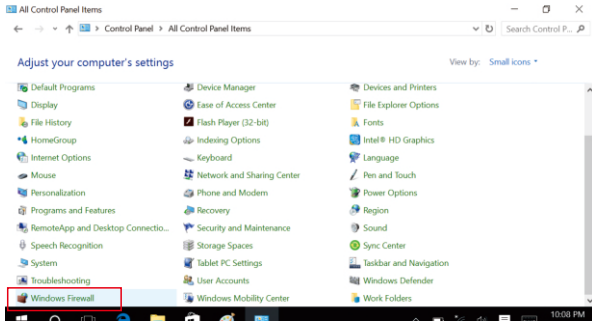 All Control Panel Items
Control Panel > All Control Panel Items
Search Control P...
Adjust your computer's settings
View by: Small icons
Default Programs Device Manager Devices and Printers
Display Ease of Access Center File Explorer Options
File History Flash Player (32-bit) Fonts
HomeGroup Indexing Options Intel® HD Graphics
Internet Options Keyboard Language
Mouse Network and Sharing Center Pen and Touch
Personalization Phone and Modem Power Options
Programs and Features Recovery Region
RemoteApp and Desktop Connectio... Security and Maintenance Sound
Speech Recognition Storage Spaces Sync Center
System Tablet PC Settings Taskbar and Navigation
Troubleshooting User Accounts Windows Defender
Windows Firewall Windows Mobility Center Work Folders
10:08 PM